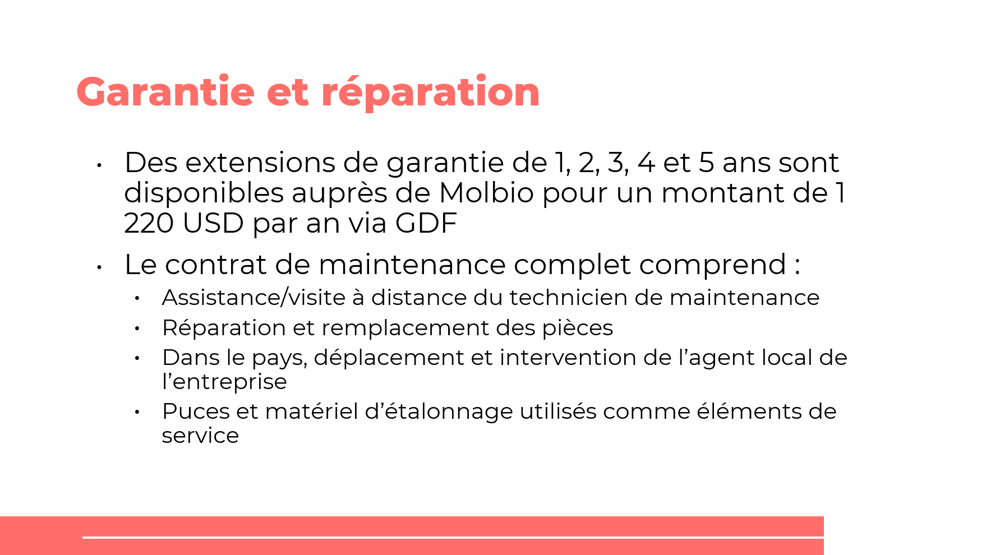 Garantie et réparation
• Des extensions de garantie de 1, 2, 3, 4 et 5 ans sont
disponibles auprès de Molbio pour un montant de 1
220 USD par an via GDF
• Le contrat de maintenance complet comprend :
• Assistance/visite à distance du technicien de maintenance
• Réparation et remplacement des pièces
• Dans le pays, déplacement et intervention de l’agent local de
l’entreprise
• Puces et matériel d’étalonnage utilisés comme éléments de
service